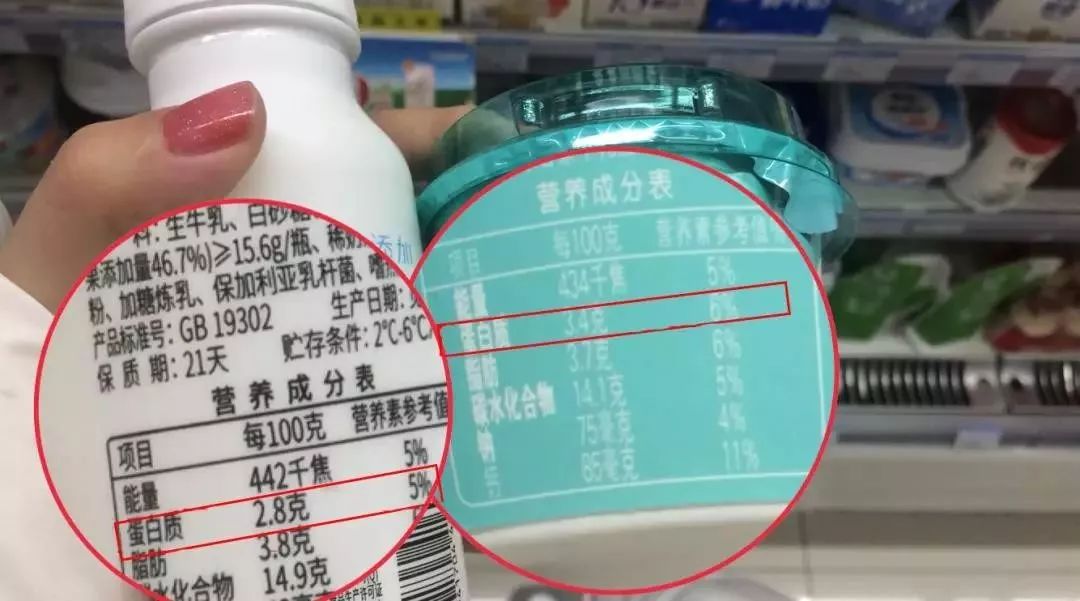 料: 生牛乳、白砂糖
果添加量46.7%)≥15.6g/瓶、稀奶
粉、加糖炼乳、保加利亚乳杆菌、嗜
产品标准号: GB 19302
生产日期:
保 质 期: 21天
贮存条件: 2℃-6℃
营养成分表
项目 每100克 营养素参考值
能量 442千焦 5%
蛋白质 2.8克 5%
脂肪 3.8克
水化合物 14.9克
添加
营养成分表
项目 每100克 营养素参考值
能量 434千焦 5%
蛋白质 3.4克 6%
脂肪 3.7克 6%
碳水化合物 14.1克 5%
钠 75毫克 4%
钙 85毫克 11%